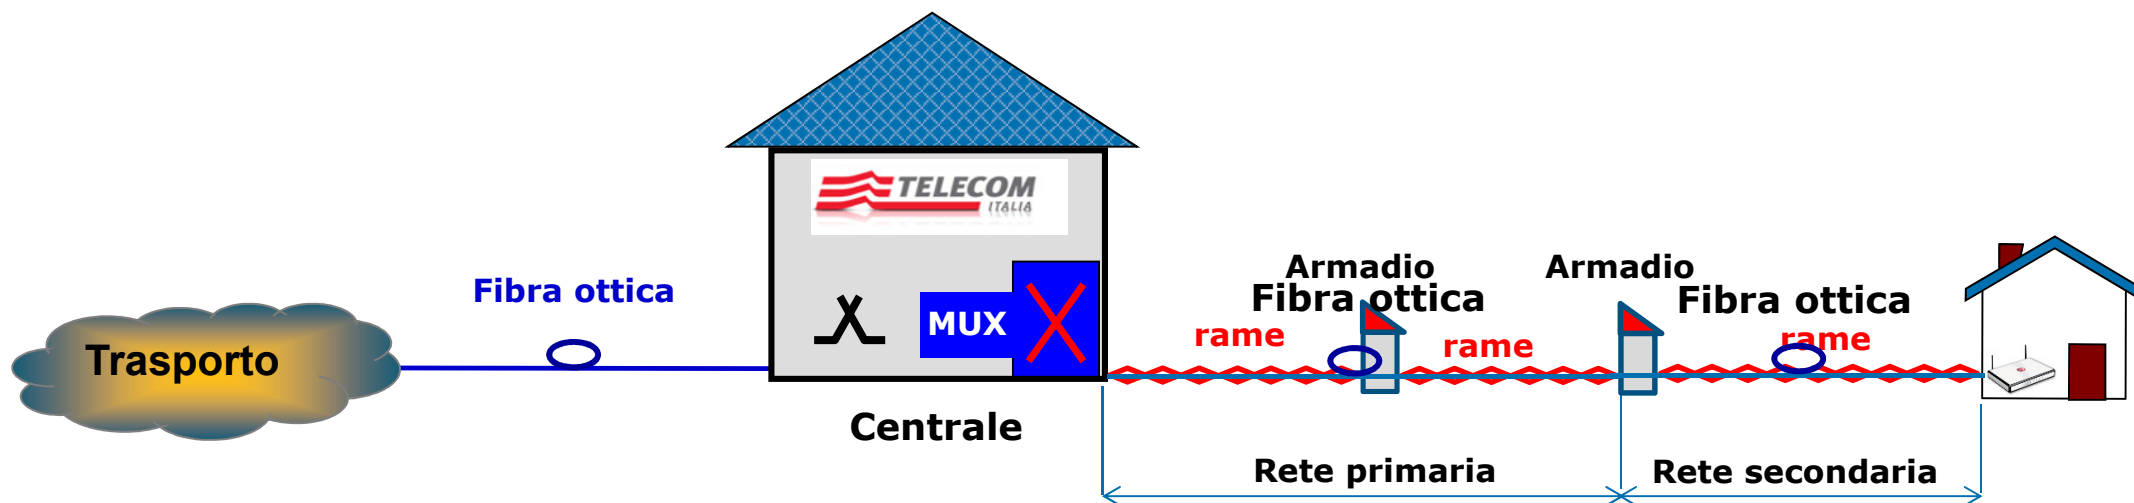 TELECOM
ITALIA
Fibra ottica
Trasporto
MUX
Centrale
Armadio
Fibra ottica
rame
rame
Armadio
Fibra ottica
rame
Rete primaria
Rete secondaria